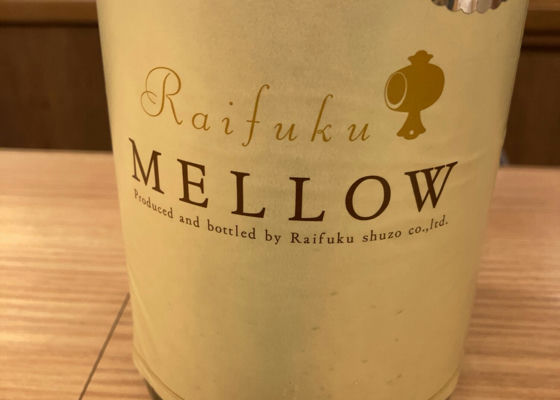 Raifuku
MELLOW
Produced and bottled by Raifuku shuzo co.,ltd.